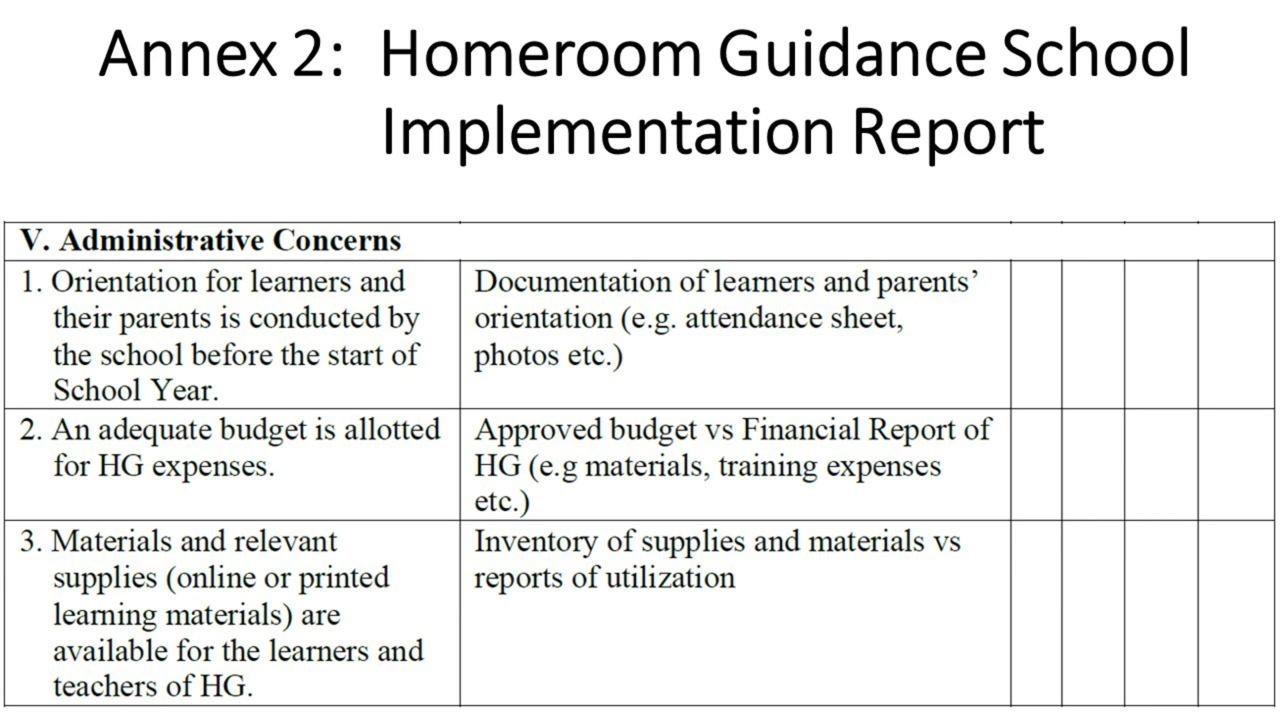 Annex 2: Homeroom Guidance School
Implementation Report
V. Administrative Concerns
1. Orientation for learners and
their parents is conducted by
the school before the start of
School Year.
Documentation of learners and parents’
orientation (e.g. attendance sheet,
photos etc.)
2. An adequate budget is allotted
for HG expenses.
Approved budget vs Financial Report of
HG (e.g materials, training expenses
etc.)
3. Materials and relevant
supplies (online or printed
learning materials) are
available for the learners and
teachers of HG.
Inventory of supplies and materials vs
reports of utilization